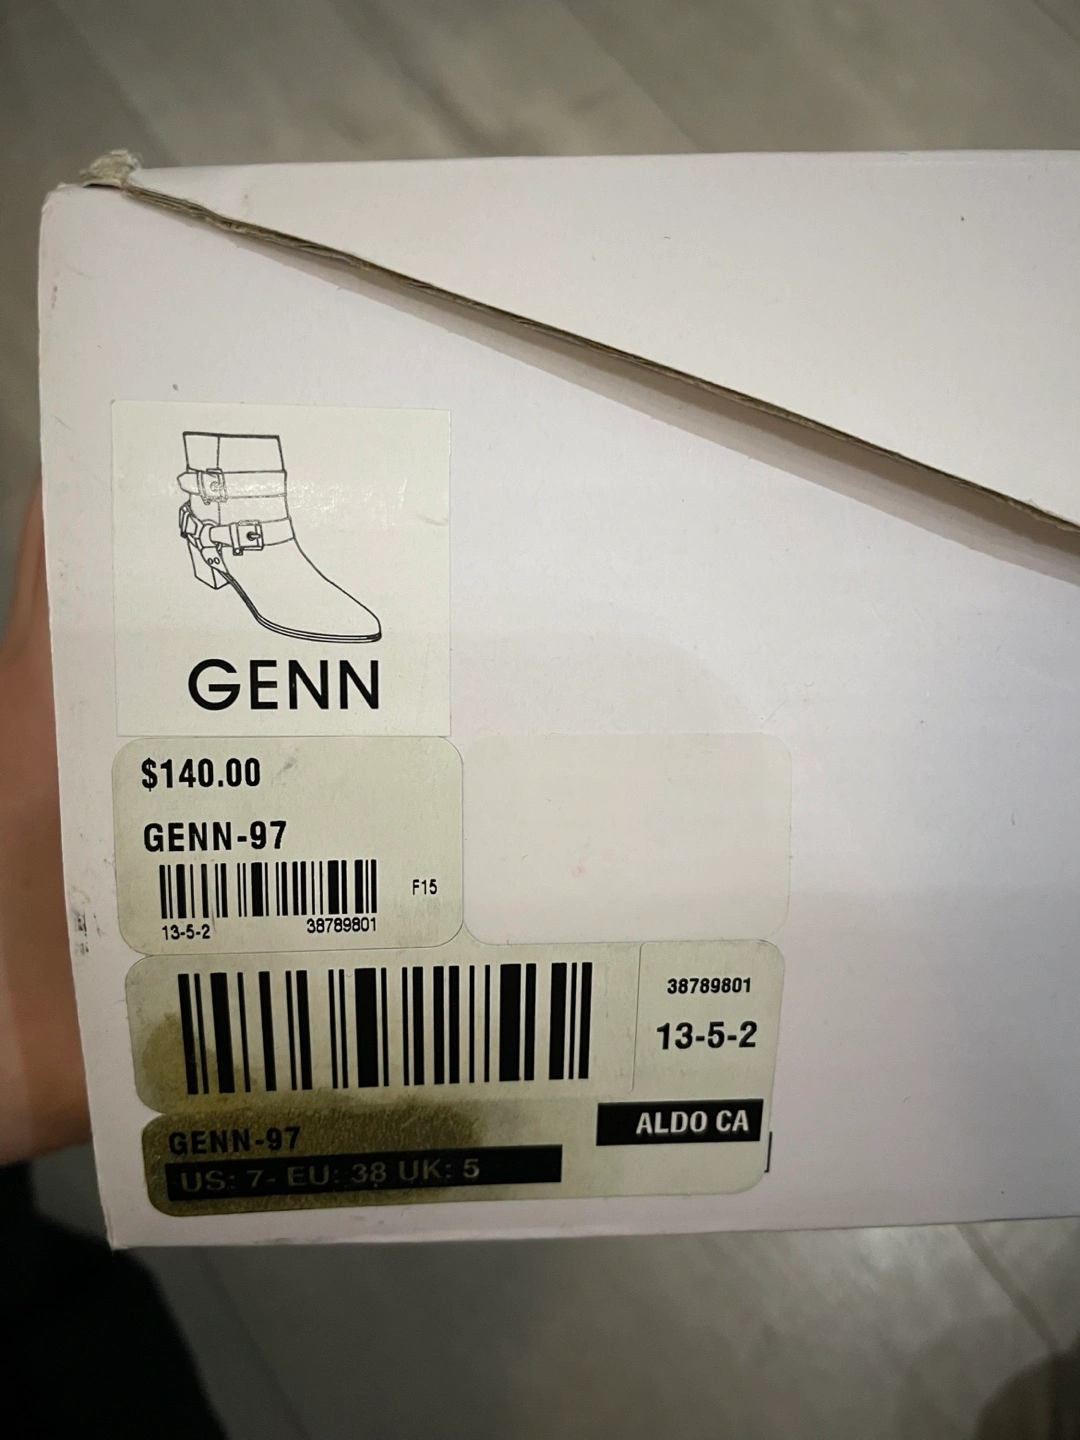 GENN
$140.00
GENN-97
F15
13-5-2 38789801
38789801
13-5-2
ALDO CA
GENN-97
US: 7- EU: 38 UK: 5